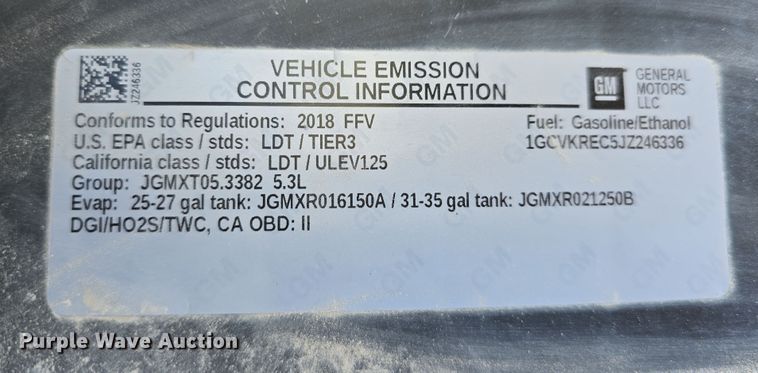 JZ246336
VEHICLE EMISSION
CONTROL INFORMATION
GM
GENERAL
MOTORS
LLC
Conforms to Regulations: 2018 FFV
Fuel: Gasoline/Ethanol
U.S. EPA class / stds: LDT / TIER3
1GCVKREC5JZ246336
California class / stds: LDT / ULEV125
Group: JGMXT05.3382 5.3L
Evap: 25-27 gal tank: JGMXR016150A / 31-35 gal tank: JGMXR021250B
DGI/HO2S/TWC, CA OBD: II
Purple Wave Auction